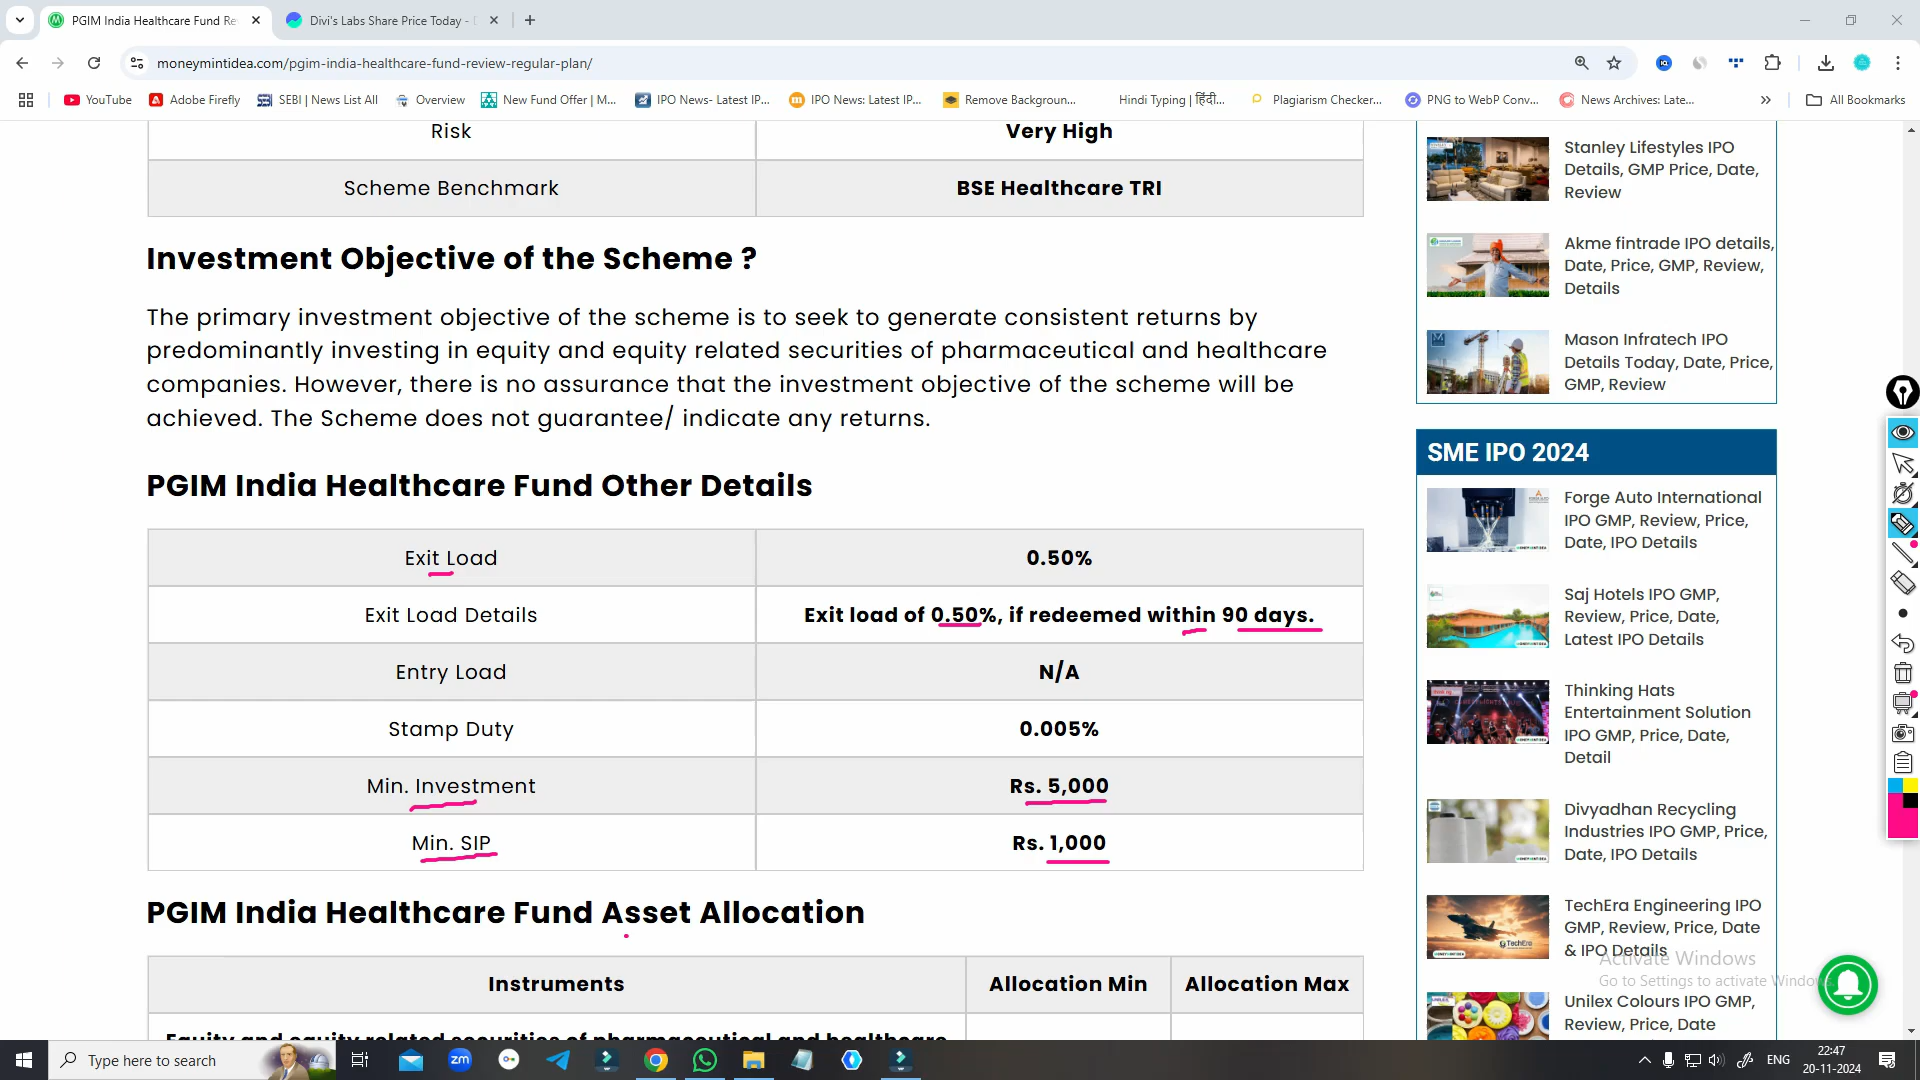 PGIM India Healthcare Fund Re
Divi's Labs Share Price Today -
moneymintidea.com/pgim-india-healthcare-fund-review-regular-plan/
YouTube
Adobe Firefly
SEBI | News List All
Overview
New Fund Offer | M...
IPO News- Latest IP...
IPO News: Latest IP...
Remove Backgroun...
Hindi Typing | हिंदी...
Plagiarism Checker...
PNG to WebP Conv...
News Archives: Late...
All Bookmarks
Risk Very High
Scheme Benchmark BSE Healthcare TRI
Investment Objective of the Scheme ?
The primary investment objective of the scheme is to seek to generate consistent returns by
predominantly investing in equity and equity related securities of pharmaceutical and healthcare
companies. However, there is no assurance that the investment objective of the scheme will be
achieved. The Scheme does not guarantee/ indicate any returns.
PGIM India Healthcare Fund Other Details
Exit Load 0.50%
Exit Load Details Exit load of 0.50%, if redeemed within 90 days.
Entry Load N/A
Stamp Duty 0.005%
Min. Investment Rs. 5,000
Min. SIP Rs. 1,000
PGIM India Healthcare Fund Asset Allocation
Instruments Allocation Min Allocation Max
Equity and equity related securities of pharmaceutical and healthcare
Stanley Lifestyles IPO
Details, GMP Price, Date,
Review
Akme fintrade IPO details,
Date, Price, GMP, Review,
Details
Mason Infratech IPO
Details Today, Date, Price,
GMP, Review
SME IPO 2024
Forge Auto International
IPO GMP, Review, Price,
Date, IPO Details
Saj Hotels IPO GMP,
Review, Price, Date,
Latest IPO Details
Thinking Hats
Entertainment Solution
IPO GMP, Price, Date,
Detail
Divyadhan Recycling
Industries IPO GMP, Price,
Date, IPO Details
TechEra Engineering IPO
GMP, Review, Price, Date
& IPO Details
Unilex Colours IPO GMP,
Review, Price, Date
Activate Windows
Go to Settings to activate Windows.
Type here to search
zm
ENG
22:47
20-11-2024